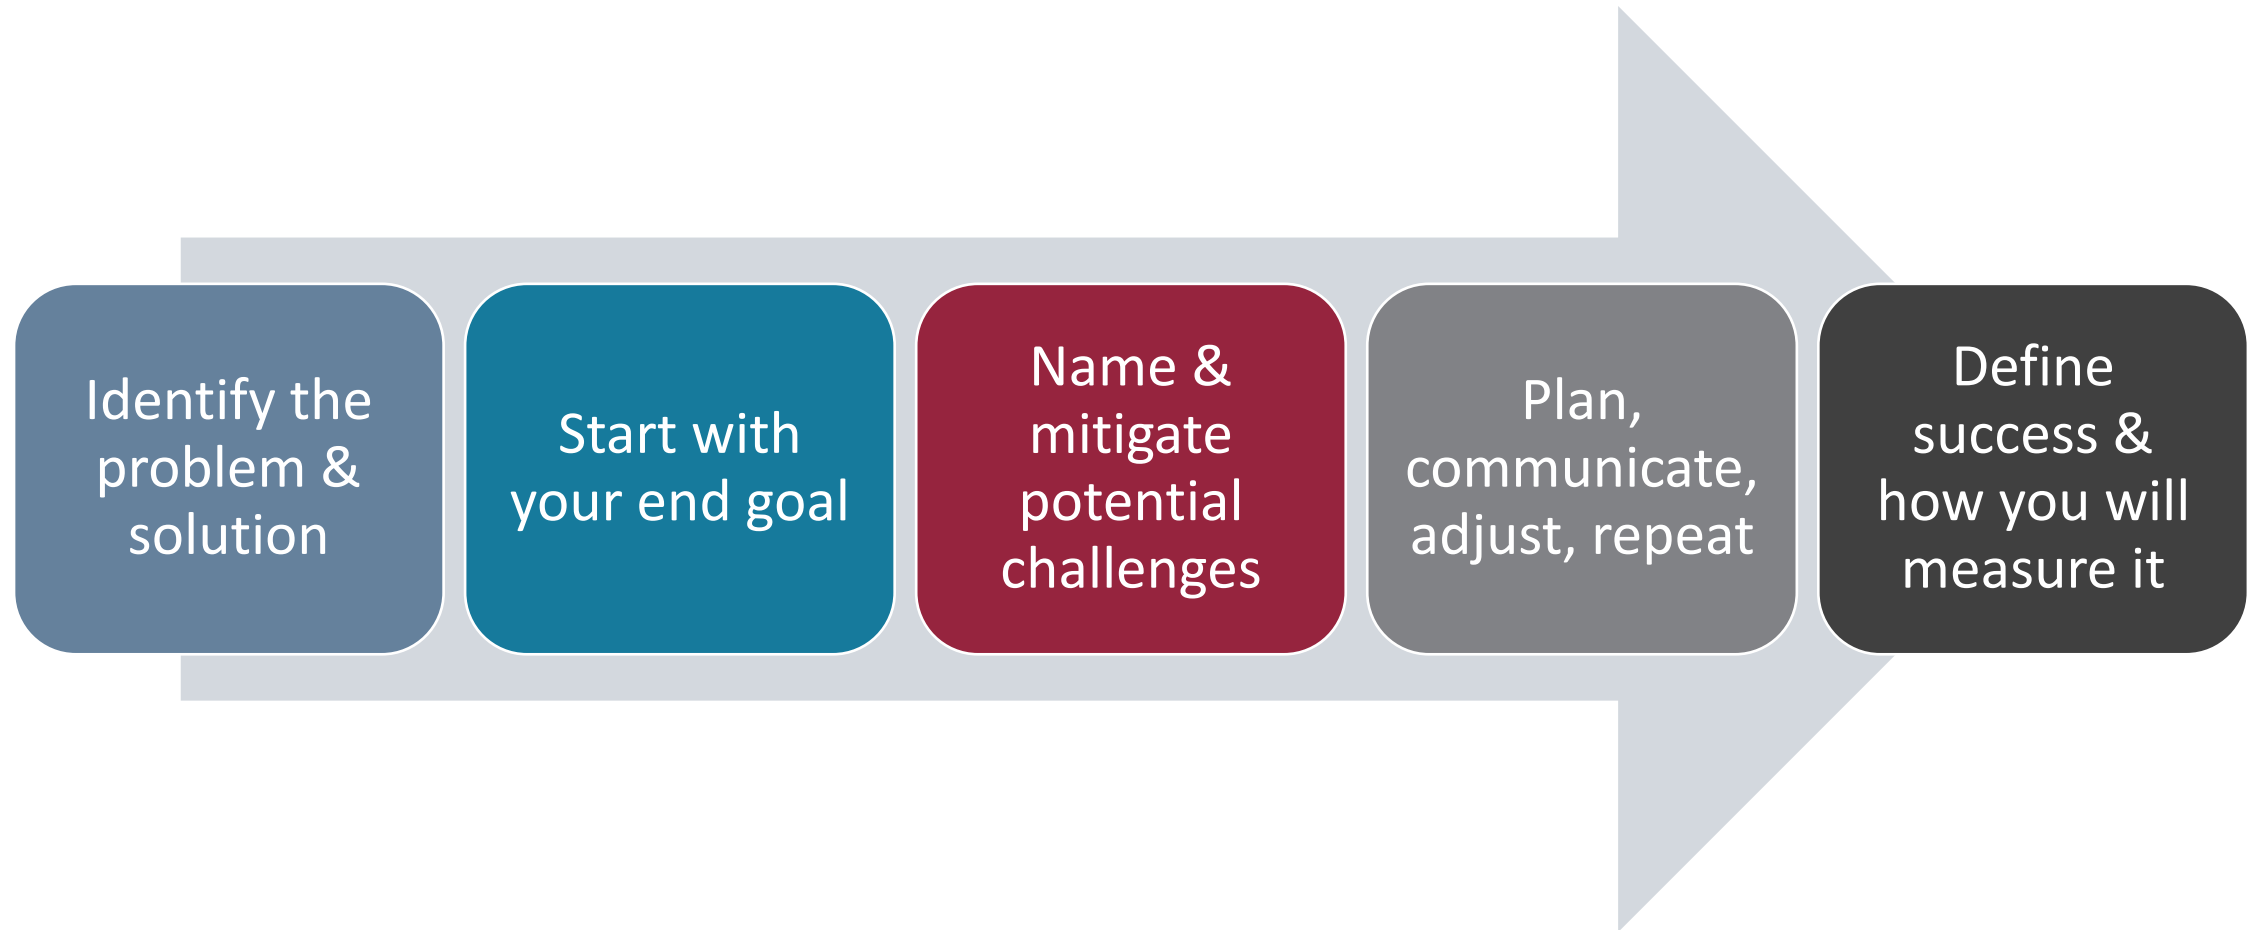 Identify the
problem &
solution
Start with
your end goal
Name &
mitigate
potential
challenges
Plan,
communicate,
adjust, repeat
Define
success &
how you will
measure it